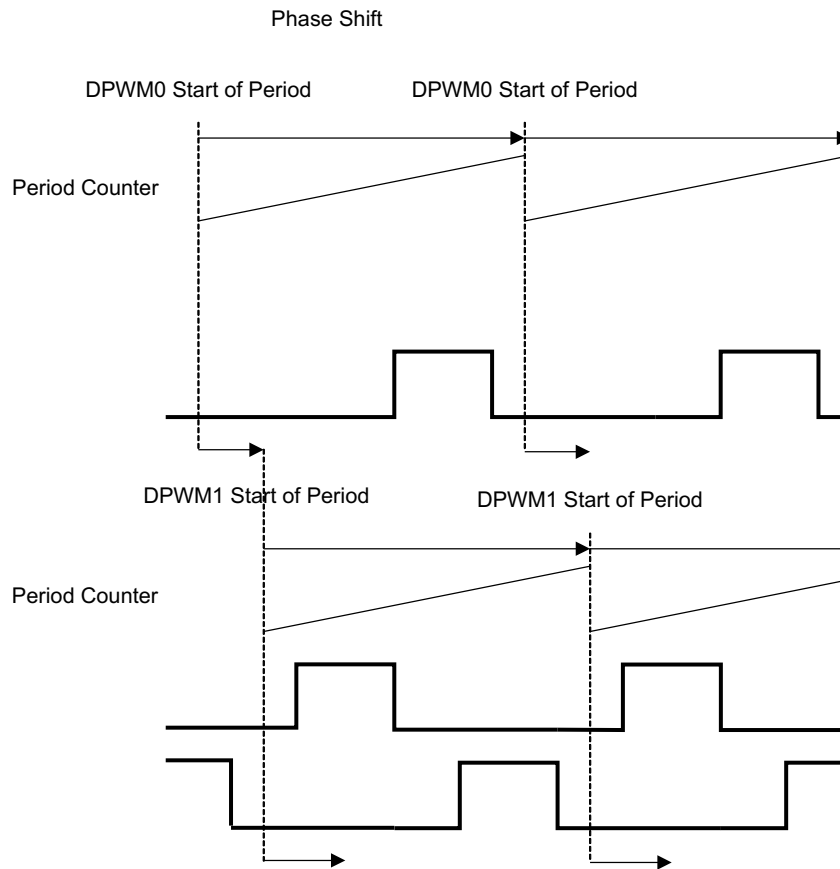 Phase Shift
DPWM0 Start of Period
DPWM0 Start of Period
Period Counter
DPWM1 Start of Period
DPWM1 Start of Period
Period Counter